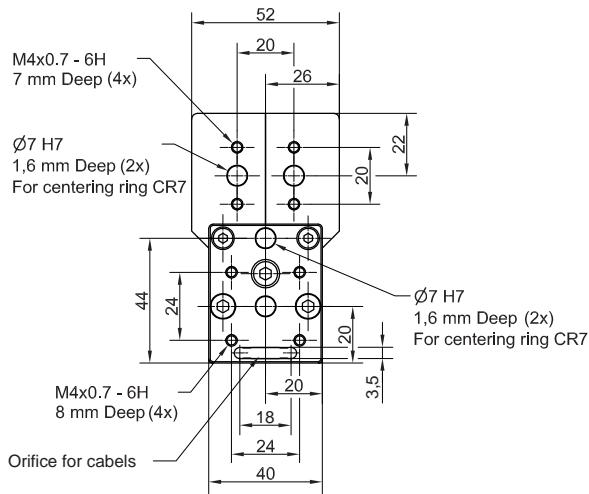 52
20
26
M4x0.7 - 6H
7 mm Deep (4x)
Ø7 H7
1,6 mm Deep (2x)
For centering ring CR7
22
20
44
24
Ø7 H7
1,6 mm Deep (2x)
For centering ring CR7
20
3,5
20
M4x0.7 - 6H
8 mm Deep (4x)
18
24
Orifice for cabels
40